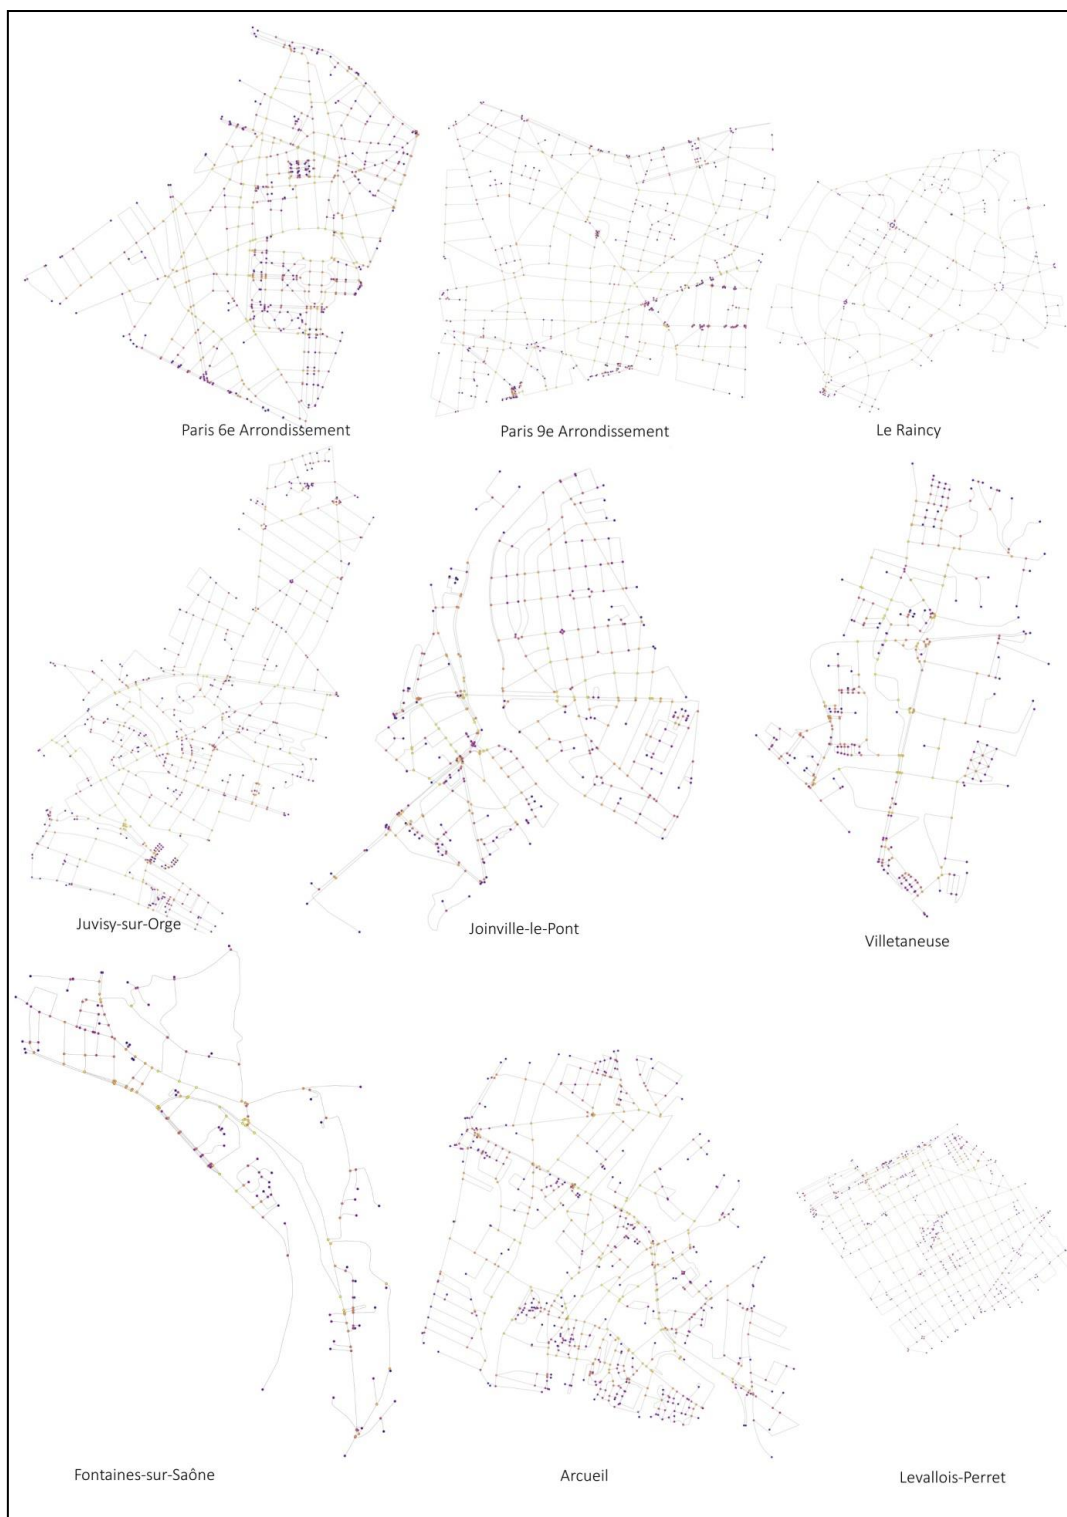 Paris 6e Arrondissement
Paris 9e Arrondissement
Le Raincy
Juvisy-sur-Orge
Joinville-le-Pont
Villetaneuse
Fontaines-sur-Saône
Arcueil
Levallois-Perret